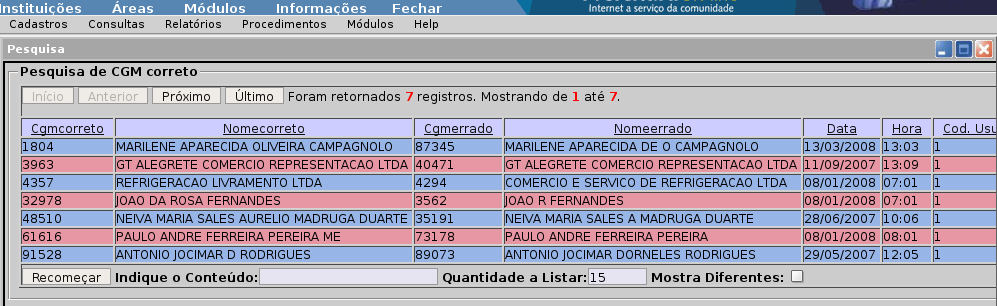 Instituições Áreas Módulos Informações Fechar
Internet a serviço da comunidade
Cadastros Consultas Relatórios Procedimentos Módulos Help
Pesquisa
Pesquisa de CGM correto
Início Anterior Próximo Último Foram retornados 7 registros. Mostrando de 1 até 7.
Cgmcorreto Nomecorreto Cgmerrado Nomeerrado Data Hora Cod. Usu
1804 MARILENE APARECIDA OLIVEIRA CAMPAGNOLO 87345 MARILENE APARECIDA DE O CAMPAGNOLO 13/03/2008 13:03 1
3963 GT ALEGRETE COMERCIO REPRESENTACAO LTDA 40471 GT ALEGRETE COMERCIO REPRESENTACAO LTDA 11/09/2007 13:09 1
4357 REFRIGERACAO LIVRAMENTO LTDA 4294 COMERCIO E SERVICO DE REFRIGERACAO LTDA 08/01/2008 07:01 1
32978 JOAO DA ROSA FERNANDES 3562 JOAO R FERNANDES 08/01/2008 07:01 1
48510 NEIVA MARIA SALES AURELIO MADRUGA DUARTE 35191 NEIVA MARIA SALES A MADRUGA DUARTE 28/06/2007 10:06 1
61616 PAULO ANDRE FERREIRA PEREIRA ME 73178 PAULO ANDRE FERREIRA PEREIRA 08/01/2008 08:01 1
91528 ANTONIO JOCIMAR D RODRIGUES 89073 ANTONIO JOCIMAR DORNELES RODRIGUES 29/05/2007 12:05 1
Recomeçar Indique o Conteúdo: Quantidade a Listar: 15 Mostra Diferentes: